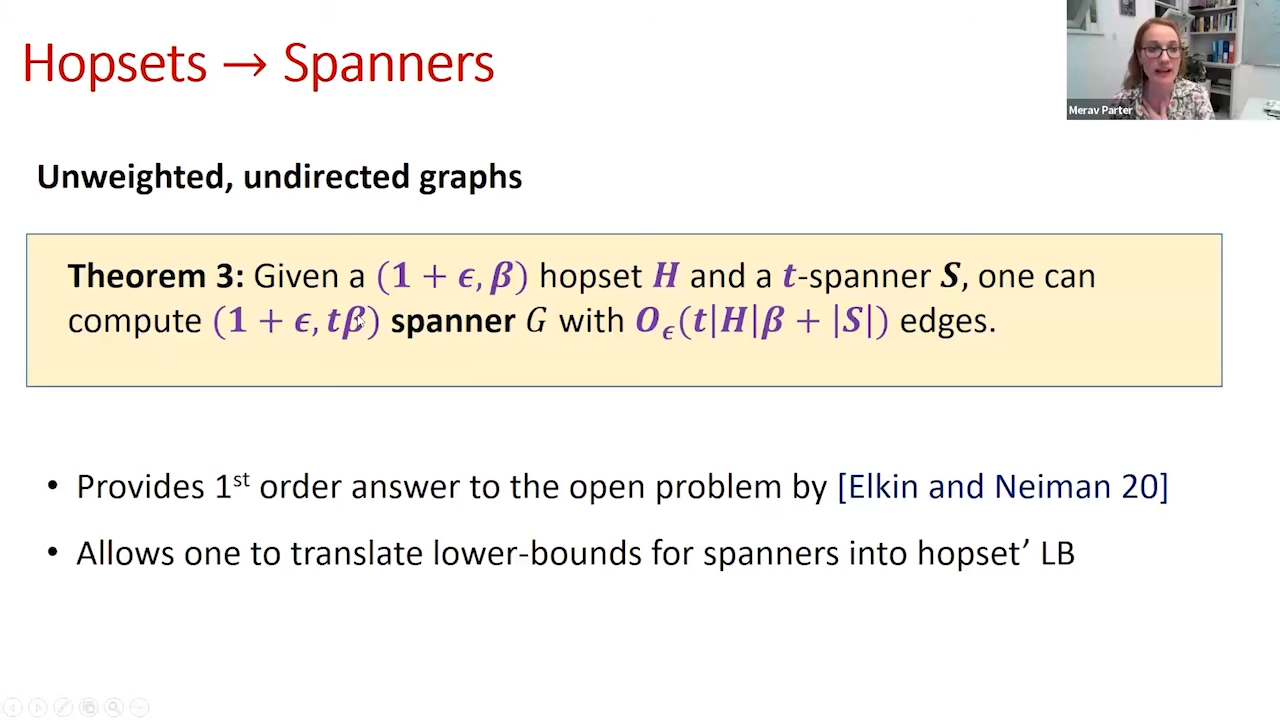 Hopsets → Spanners
Merav Parter
Unweighted, undirected graphs
Theorem 3: Given a (1 + ϵ, β) hopset H and a t-spanner S, one can
compute (1 + ϵ, tβ) spanner G with O_ϵ(t|H|β + |S|) edges.
• Provides 1st order answer to the open problem by [Elkin and Neiman 20]
• Allows one to translate lower-bounds for spanners into hopset’ LB